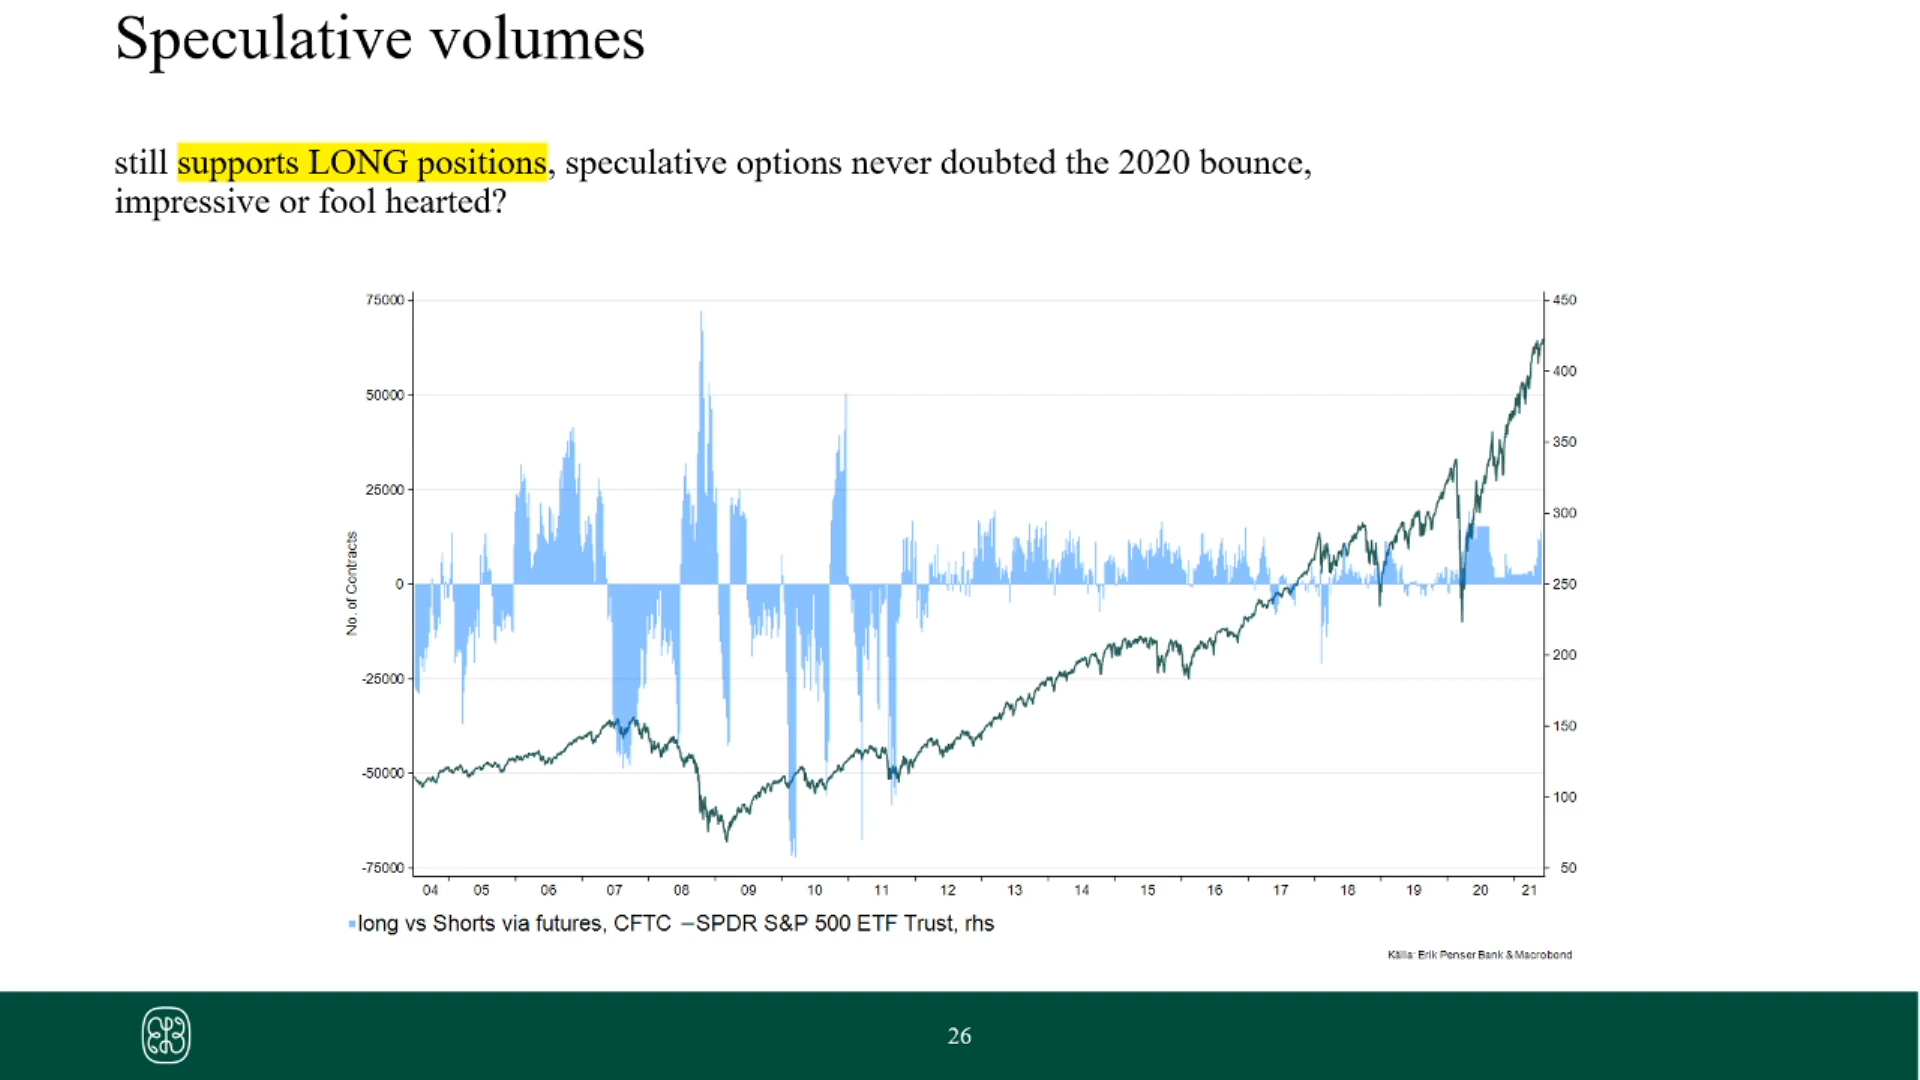 Speculative volumes
still supports LONG positions, speculative options never doubted the 2020 bounce,
impressive or fool hearted?
75000
50000
25000
0
-25000
-50000
-75000
No. of Contracts
450
400
350
300
250
200
150
100
50
04 05 06 07 08 09 10 11 12 13 14 15 16 17 18 19 20 21
long vs Shorts via futures, CFTC SPDR S&P 500 ETF Trust, rhs
Källa: Erik Penser Bank & Macrobond
26